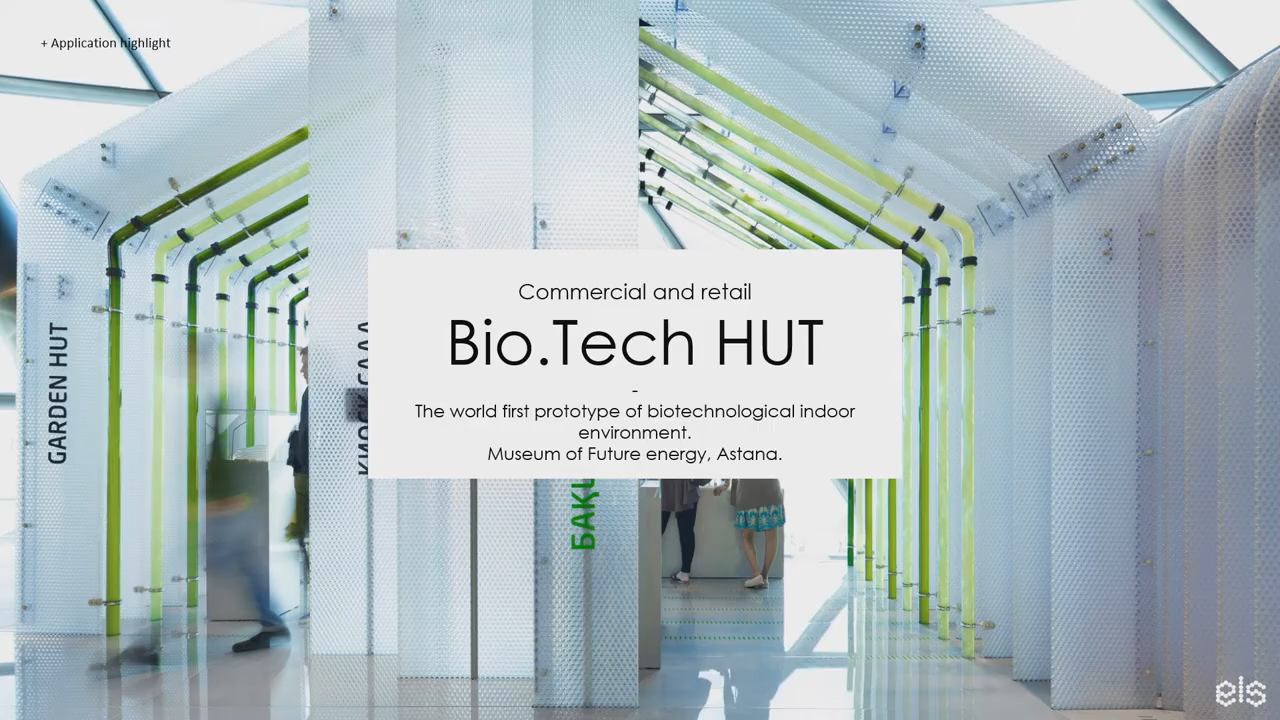 + Application highlight
GARDEN HUT
Commercial and retail
Bio.Tech HUT
-
The world first prototype of biotechnological indoor
environment.
Museum of Future energy, Astana.
els